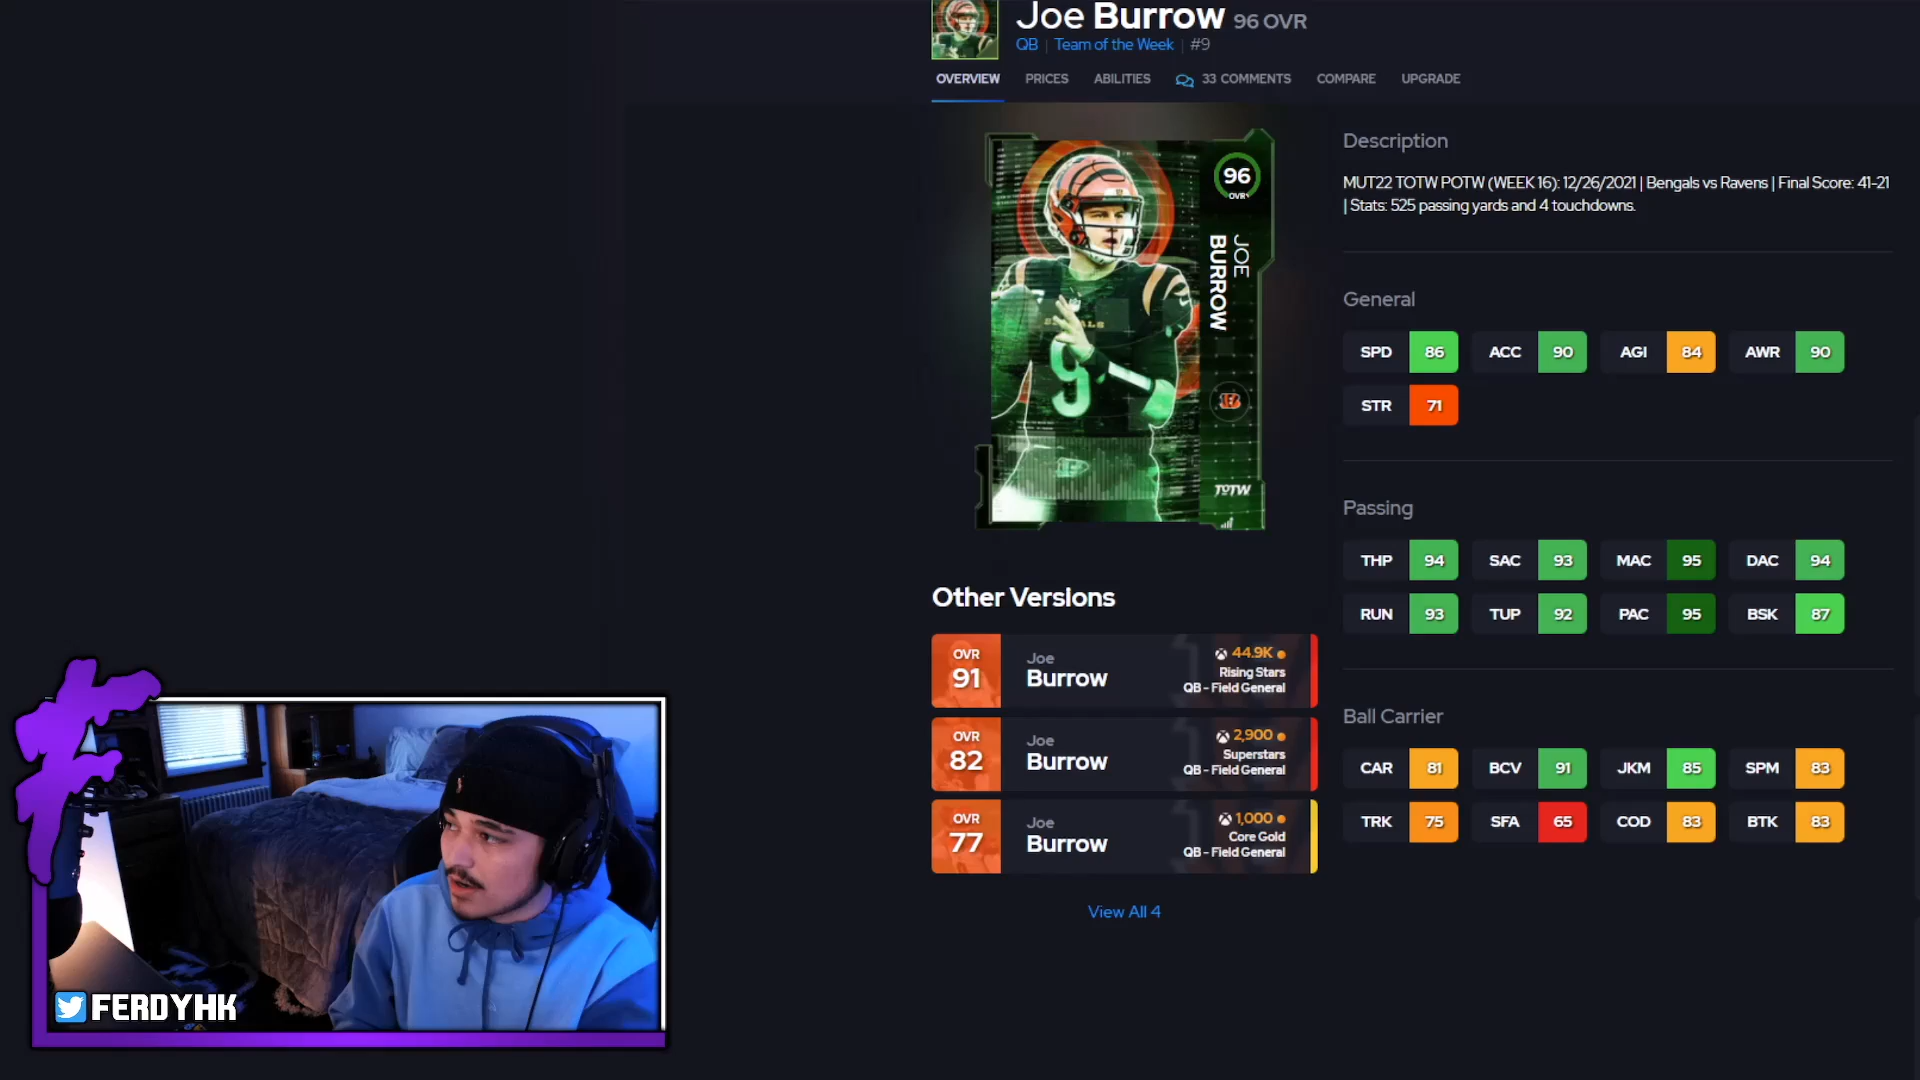 Joe Burrow 96 OVR
QB | Team of the Week | #9
OVERVIEW PRICES ABILITIES 33 COMMENTS COMPARE UPGRADE
96
OVR
JOE
BURROW
9
TOTW
Description
MUT22 TOTW POTW (WEEK 16): 12/26/2021 | Bengals vs Ravens | Final Score: 41-21
| Stats: 525 passing yards and 4 touchdowns.
General
SPD 86 ACC 90 AGI 84 AWR 90
STR 71
Passing
THP 94 SAC 93 MAC 95 DAC 94
RUN 93 TUP 92 PAC 95 BSK 87
Ball Carrier
CAR 81 BCV 91 JKM 85 SPM 83
TRK 75 SFA 65 COD 83 BTK 83
Other Versions
OVR 91 Joe Burrow 44.9K Rising Stars QB - Field General
OVR 82 Joe Burrow 2,900 Superstars QB - Field General
OVR 77 Joe Burrow 1,000 Core Gold QB - Field General
View All 4
FERDYHK